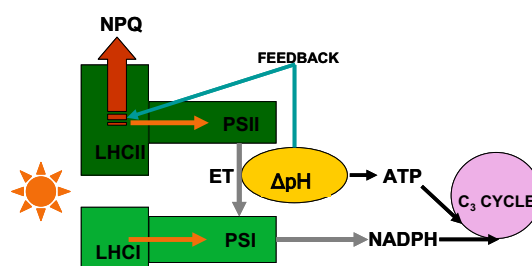 NPQ
FEEDBACK
PSII
LHCII
ET
ΔpH
ATP
C₃ CYCLE
LHCI
PSI
NADPH